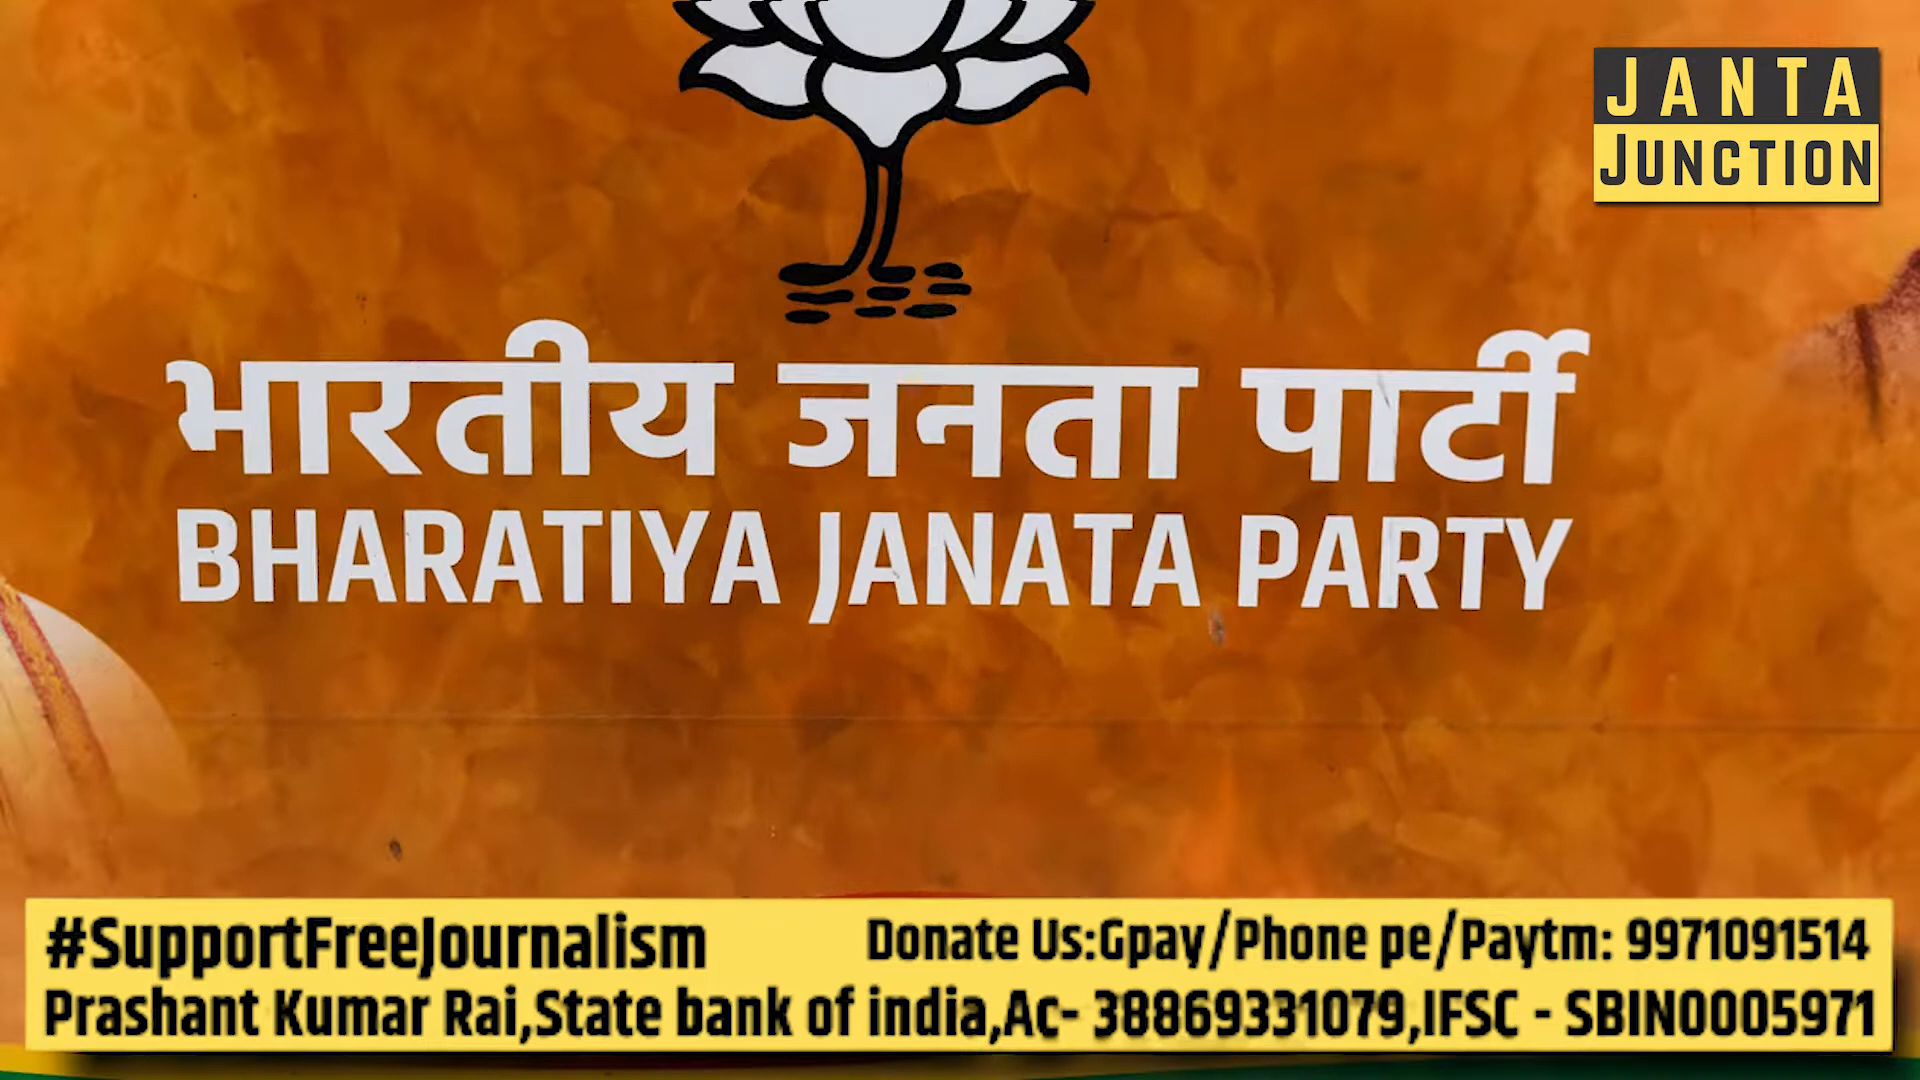 JANTA
JUNCTION
भारतीय जनता पार्टी
BHARATIYA JANATA PARTY
#SupportFreeJournalism
Donate Us:Gpay/Phone pe/Paytm: 9971091514
Prashant Kumar Rai,State bank of india,Ac- 38869331079,IFSC - SBIN0005971